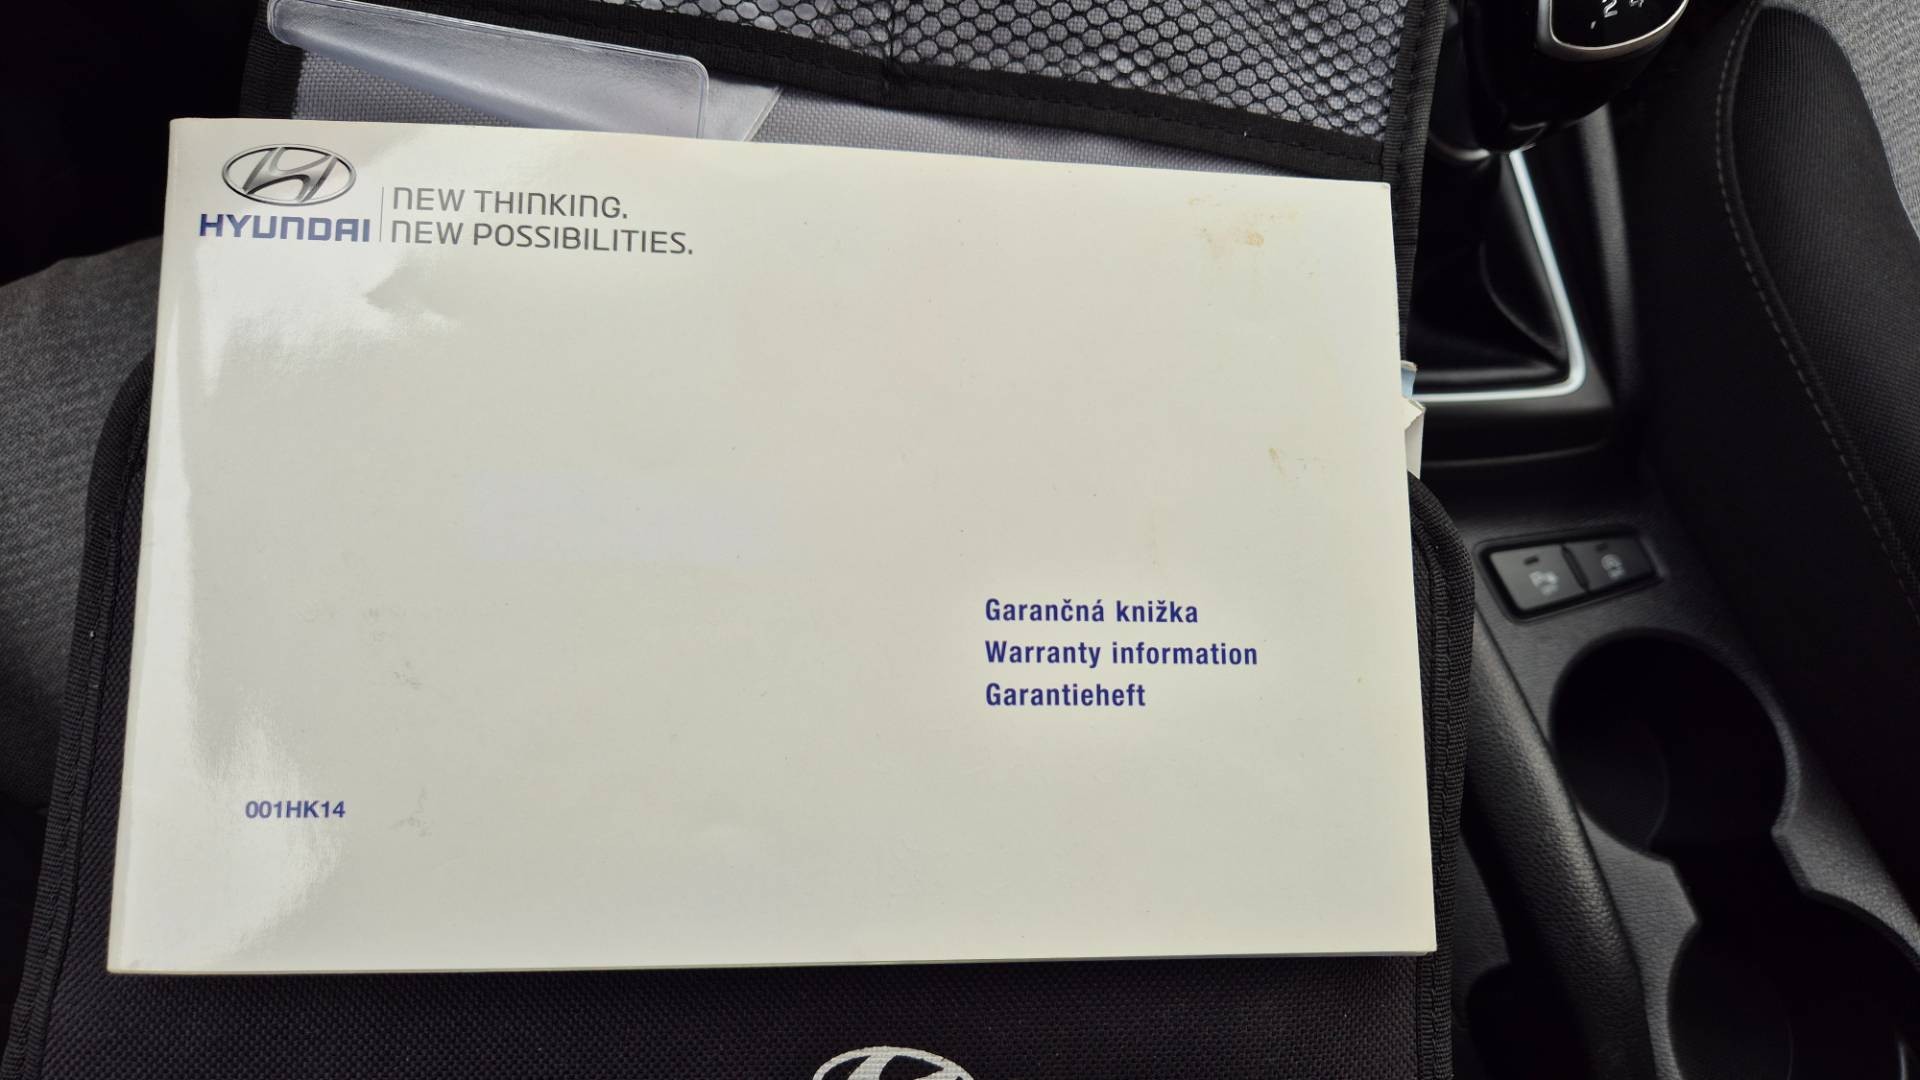 HYUNDAI
NEW THINKING.
NEW POSSIBILITIES.
Garančná knižka
Warranty information
Garantieheft
001HK14